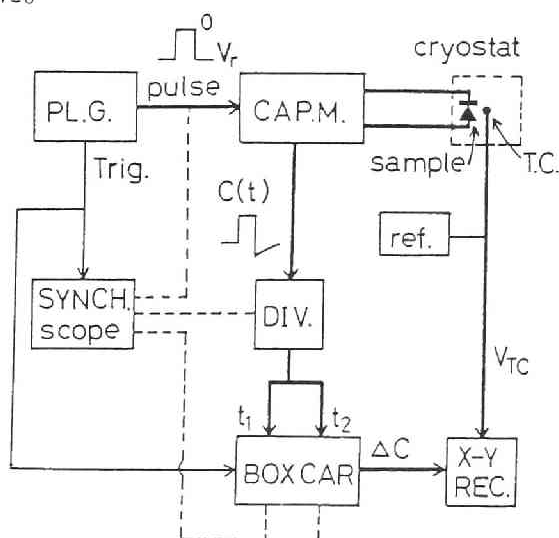 0
Vr
pulse
cryostat
PL.G.
CAP.M.
sample
T.C.
Trig.
C(t)
ref.
SYNCH.
scope
DIV.
VTC
t1
t2
BOXCAR
ΔC
X-Y
REC.